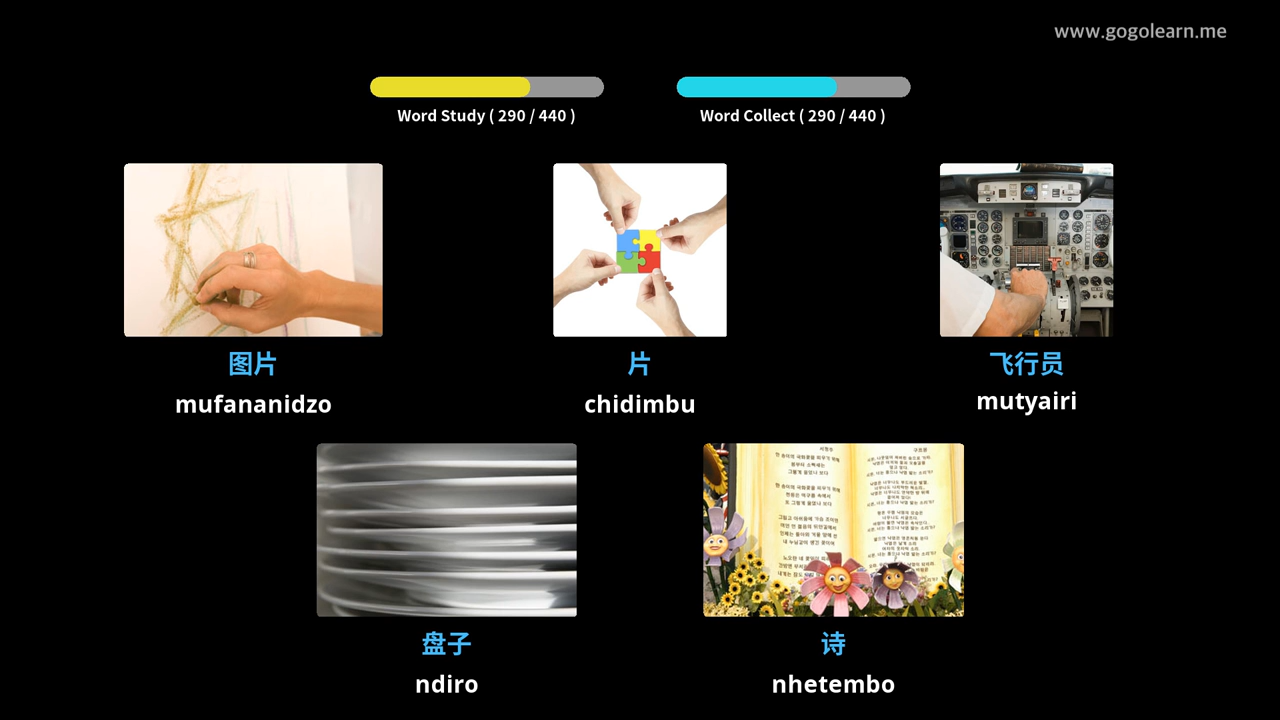 www.gogolearn.me
Word Study ( 290 / 440 )
Word Collect ( 290 / 440 )
图片
mufananidzo
片
chidimbu
飞行员
mutyairi
盘子
ndiro
诗
nhetembo